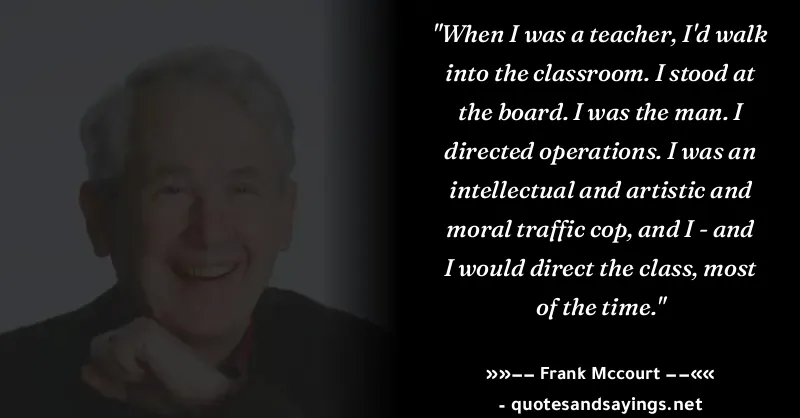 "When I was a teacher, I'd walk
into the classroom. I stood at
the board. I was the man. I
directed operations. I was an
intellectual and artistic and
moral traffic cop, and I - and
I would direct the class, most
of the time."
»»–– Frank Mccourt ––««
- quotesandsayings.net